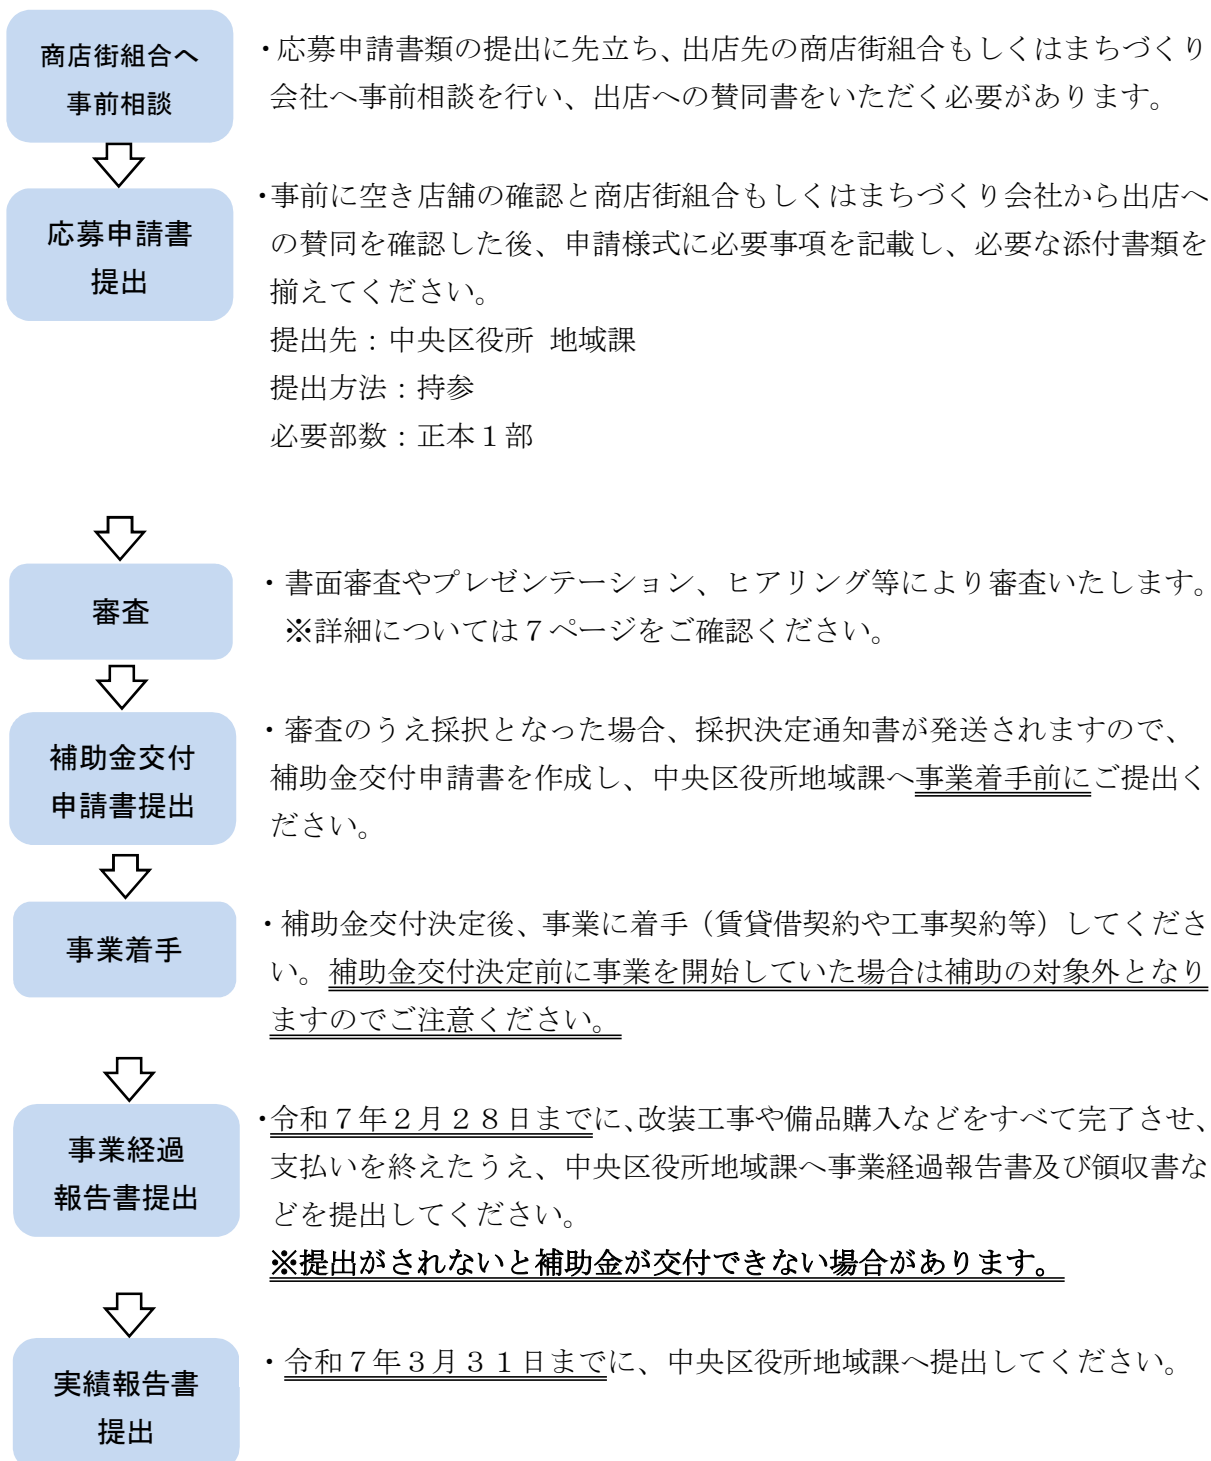 商店街組合へ
事前相談
・応募申請書類の提出に先立ち、出店先の商店街組合もしくはまちづくり
会社へ事前相談を行い、出店への賛同書をいただく必要があります。
応募申請書
提出
・事前に空き店舗の確認と商店街組合もしくはまちづくり会社から出店へ
の賛同を確認した後、申請様式に必要事項を記載し、必要な添付書類を
揃えてください。
提出先：中央区役所 地域課
提出方法：持参
必要部数：正本１部
審査
・書面審査やプレゼンテーション、ヒアリング等により審査いたします。
※詳細については７ページをご確認ください。
補助金交付
申請書提出
・審査のうえ採択となった場合、採択決定通知書が発送されますので、
補助金交付申請書を作成し、中央区役所地域課へ事業着手前にご提出く
ださい。
事業着手
・補助金交付決定後、事業に着手（賃貸借契約や工事契約等）してくださ
い。補助金交付決定前に事業を開始していた場合は補助の対象外となり
ますのでご注意ください。
事業経過
報告書提出
・令和７年２月２８日までに、改装工事や備品購入などをすべて完了させ、
支払いを終えたうえ、中央区役所地域課へ事業経過報告書及び領収書な
どを提出してください。
※提出がされないと補助金が交付できない場合があります。
実績報告書
提出
・令和７年３月３１日までに、中央区役所地域課へ提出してください。